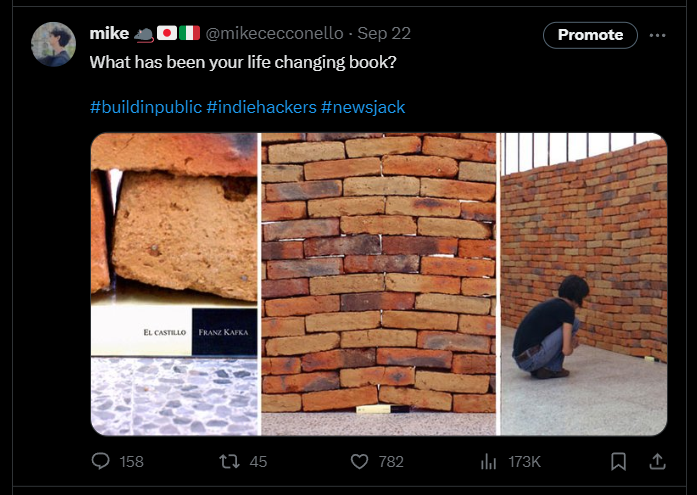 mike @mikececconello · Sep 22
Promote
What has been your life changing book?
#buildinpublic #indiehackers #newsjack
EL CASTILLO FRANZ KAFKA
158 45 782 173K